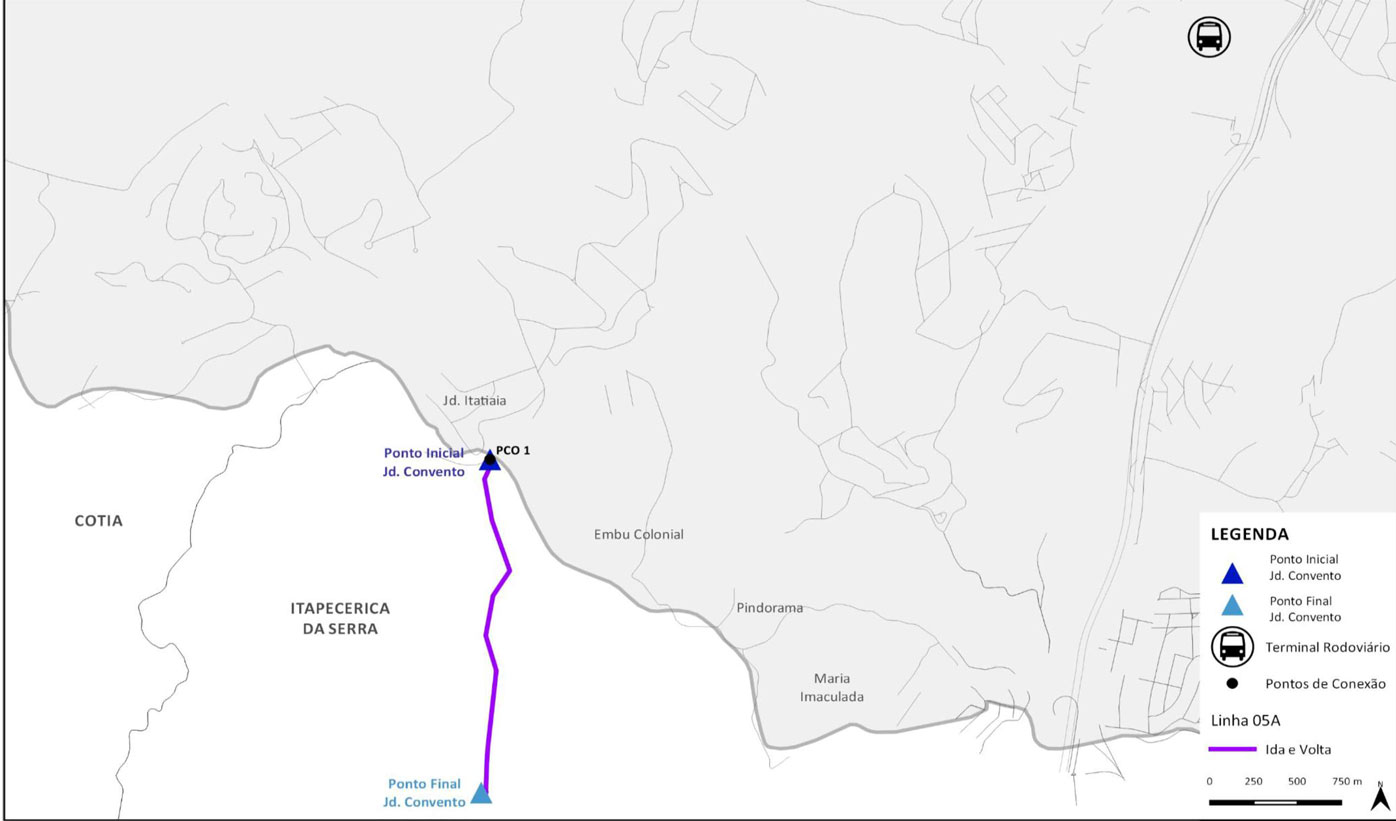 Jd. Itatiaia
PCO 1
Ponto Inicial
Jd. Convento
COTIA
Embu Colonial
ITAPECERICA
DA SERRA
Pindorama
Maria
Imaculada
Ponto Final
Jd. Convento
LEGENDA
Ponto Inicial
Jd. Convento
Ponto Final
Jd. Convento
Terminal Rodoviário
Pontos de Conexão
Linha 05A
Ida e Volta
0 250 500 750 m
N